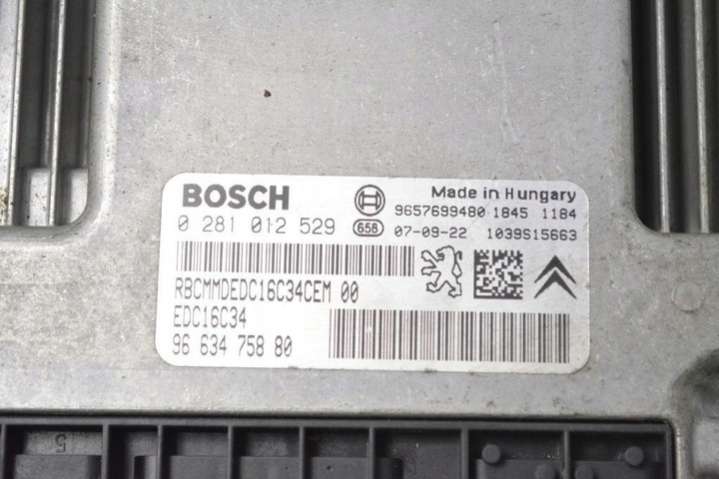 BOSCH
Made in Hungary
0 281 012 529
9657699480 1845 1184
658 07-09-22 1039S15663
RBCMMDEDC16C34CEM 00
EDC16C34
96 634 758 80
5